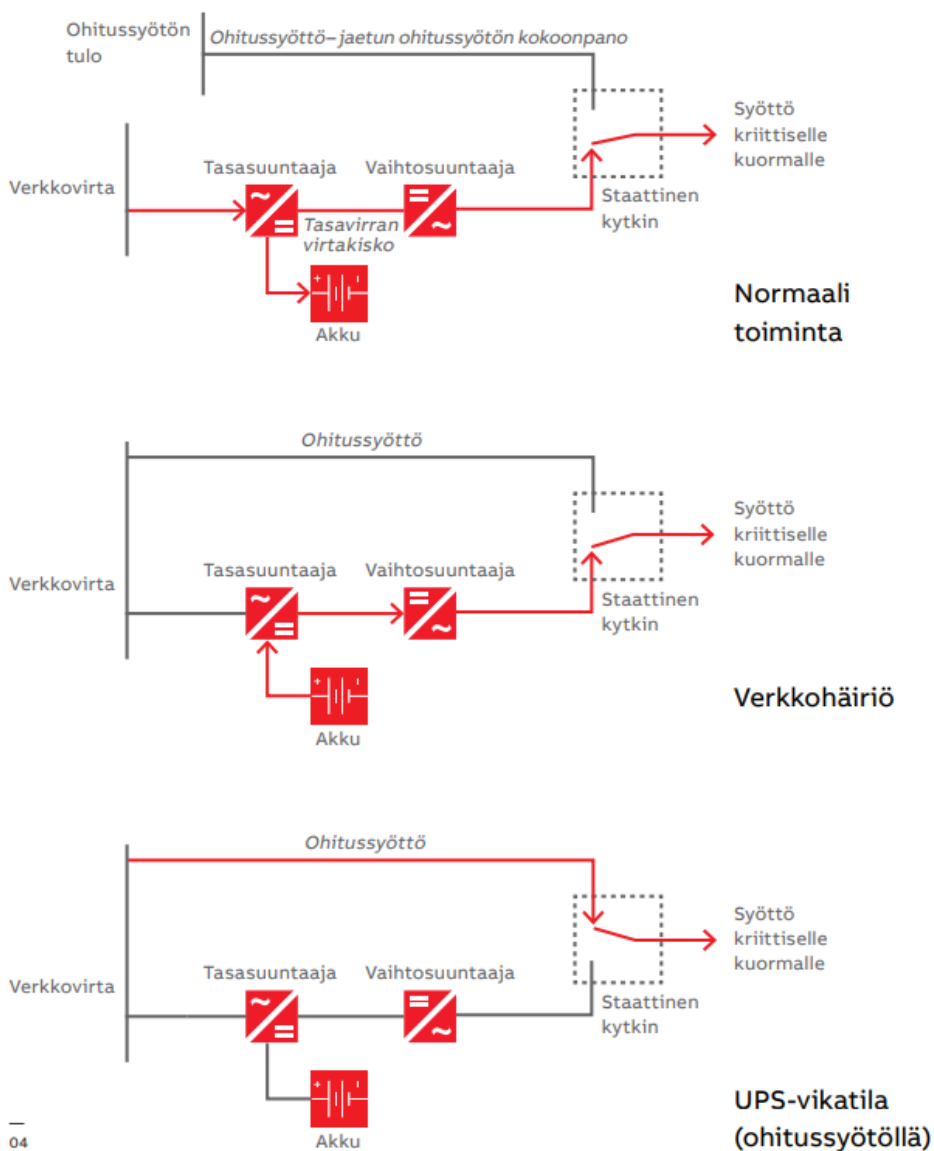 Ohitussyötön
tulo
Ohitussyöttö– jaetun ohitussyötön kokoonpano
Syöttö
kriittiselle
kuormalle
Tasasuuntaaja
Vaihtosuuntaaja
Verkkovirta
Staattinen
kytkin
Tasavirran
virtakisko
Akku
Normaali
toiminta
Ohitussyöttö
Syöttö
kriittiselle
kuormalle
Tasasuuntaaja
Vaihtosuuntaaja
Verkkovirta
Staattinen
kytkin
Akku
Verkkohäiriö
Ohitussyöttö
Syöttö
kriittiselle
kuormalle
Tasasuuntaaja
Vaihtosuuntaaja
Verkkovirta
Staattinen
kytkin
Akku
UPS-vikatila
(ohitussyötöllä)
—
04